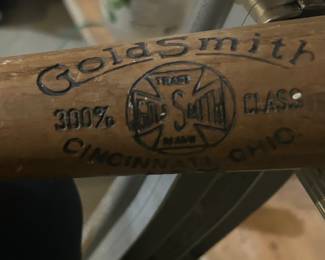 GoldSmith
TRADE
300% GOLDSMITH CLASS
MARK
CINCINNATI, OHIO.